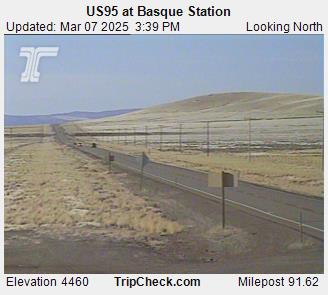 US95 at Basque Station
Updated: Mar 07 2025  3:39 PM Looking North
Elevation 4460 TripCheck.com Milepost 91.62